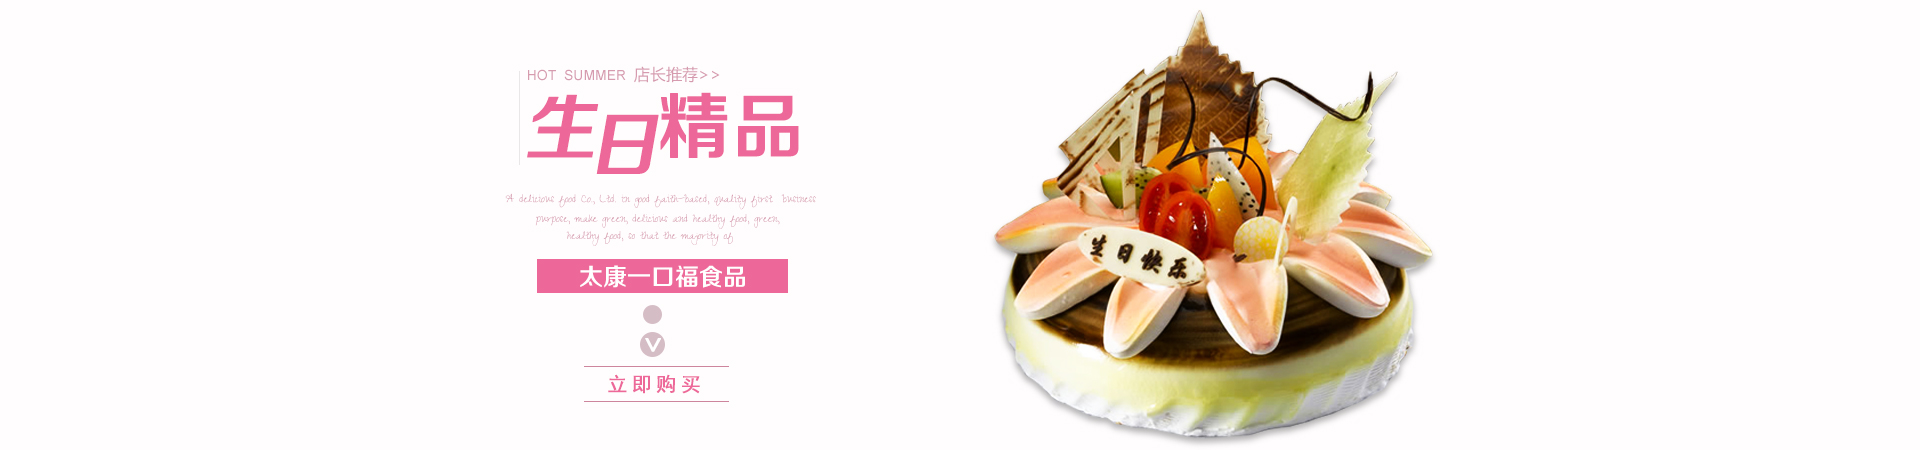 HOT SUMMER 店长推荐>>
生日精品
A delicious food Co., Ltd. in good faith-based, quality first business
purpose, make green, delicious and healthy food, green,
healthy food, so that the majority of
太康一口福食品
立即购买
生日快乐